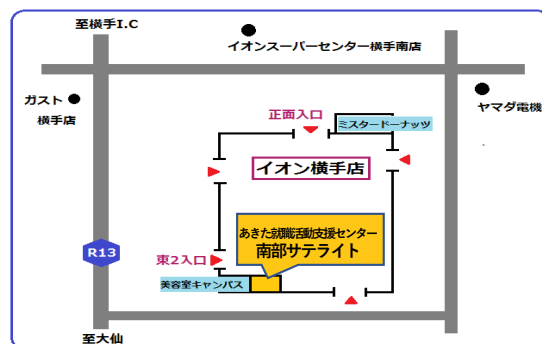 至横手I.C
イオンスーパーセンター横手南店
ガスト
横手店
ヤマダ電機
正面入口
ミスタードーナッツ
イオン横手店
あきた就職活動支援センター
南部サテライト
R13
東2入口
美容室キャンパス
至大仙